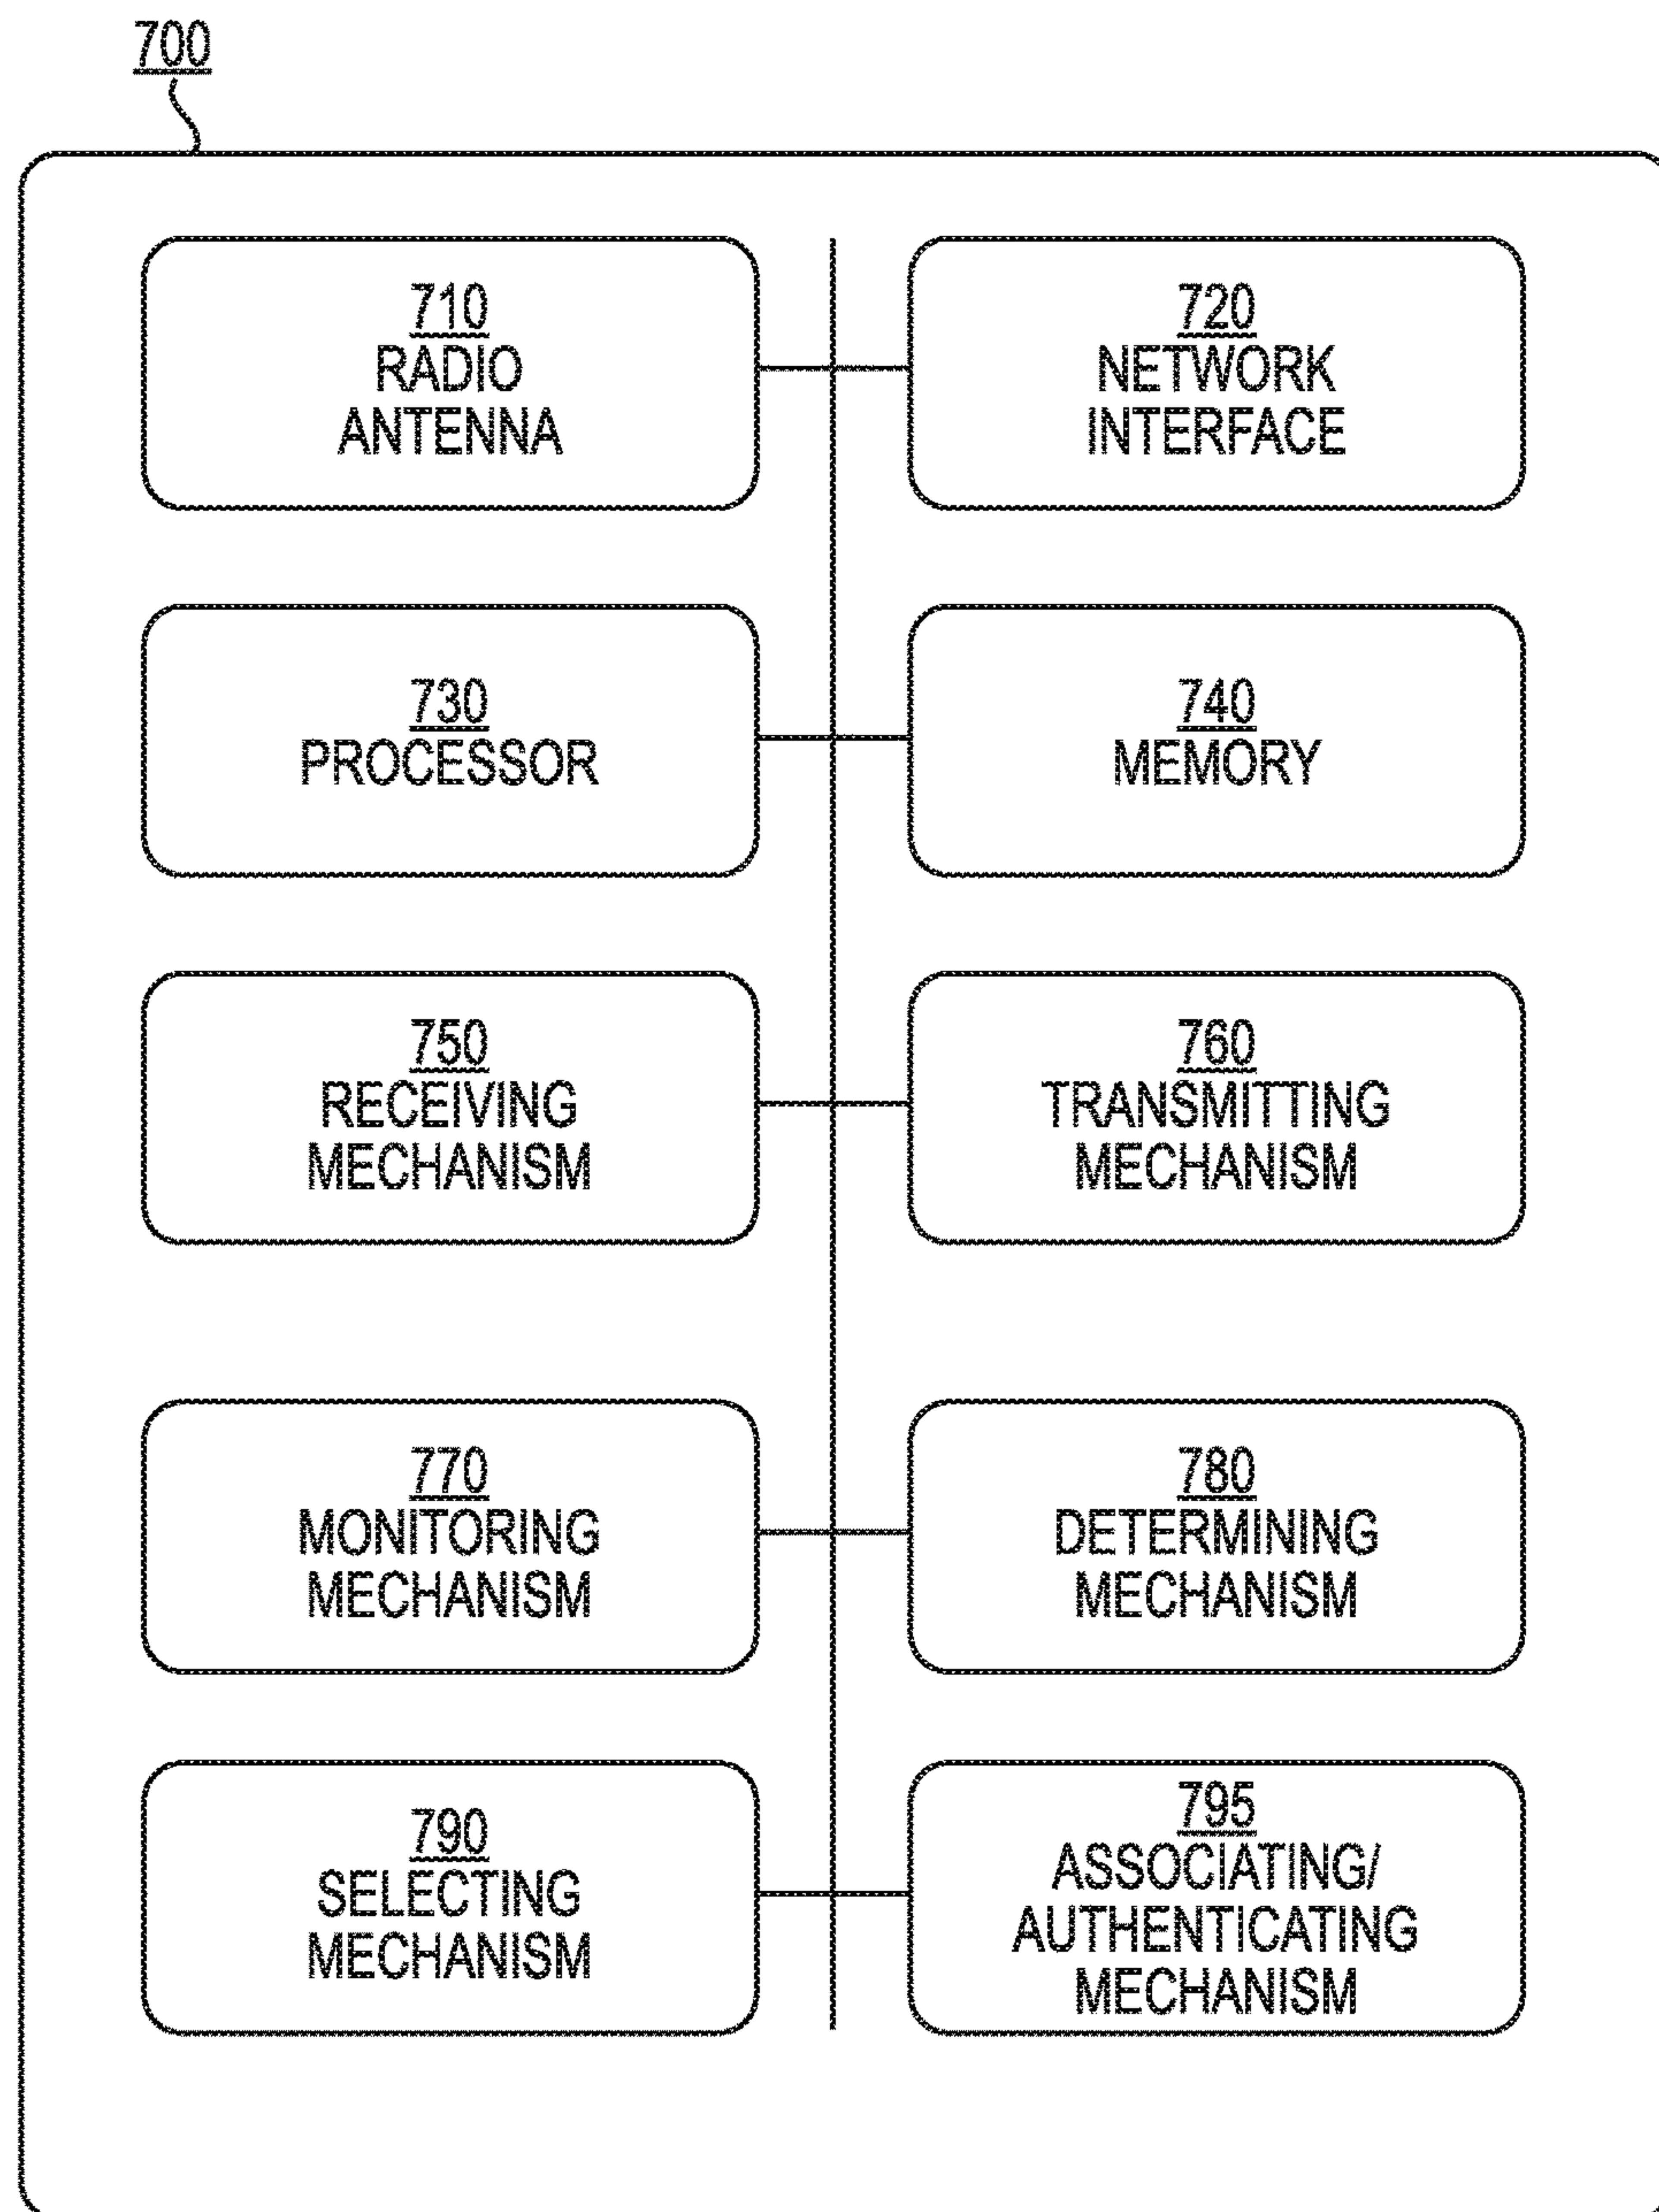 700
710
RADIO
ANTENNA
720
NETWORK
INTERFACE
730
PROCESSOR
740
MEMORY
750
RECEIVING
MECHANISM
760
TRANSMITTING
MECHANISM
770
MONITORING
MECHANISM
780
DETERMINING
MECHANISM
790
SELECTING
MECHANISM
795
ASSOCIATING/
AUTHENTICATING
MECHANISM